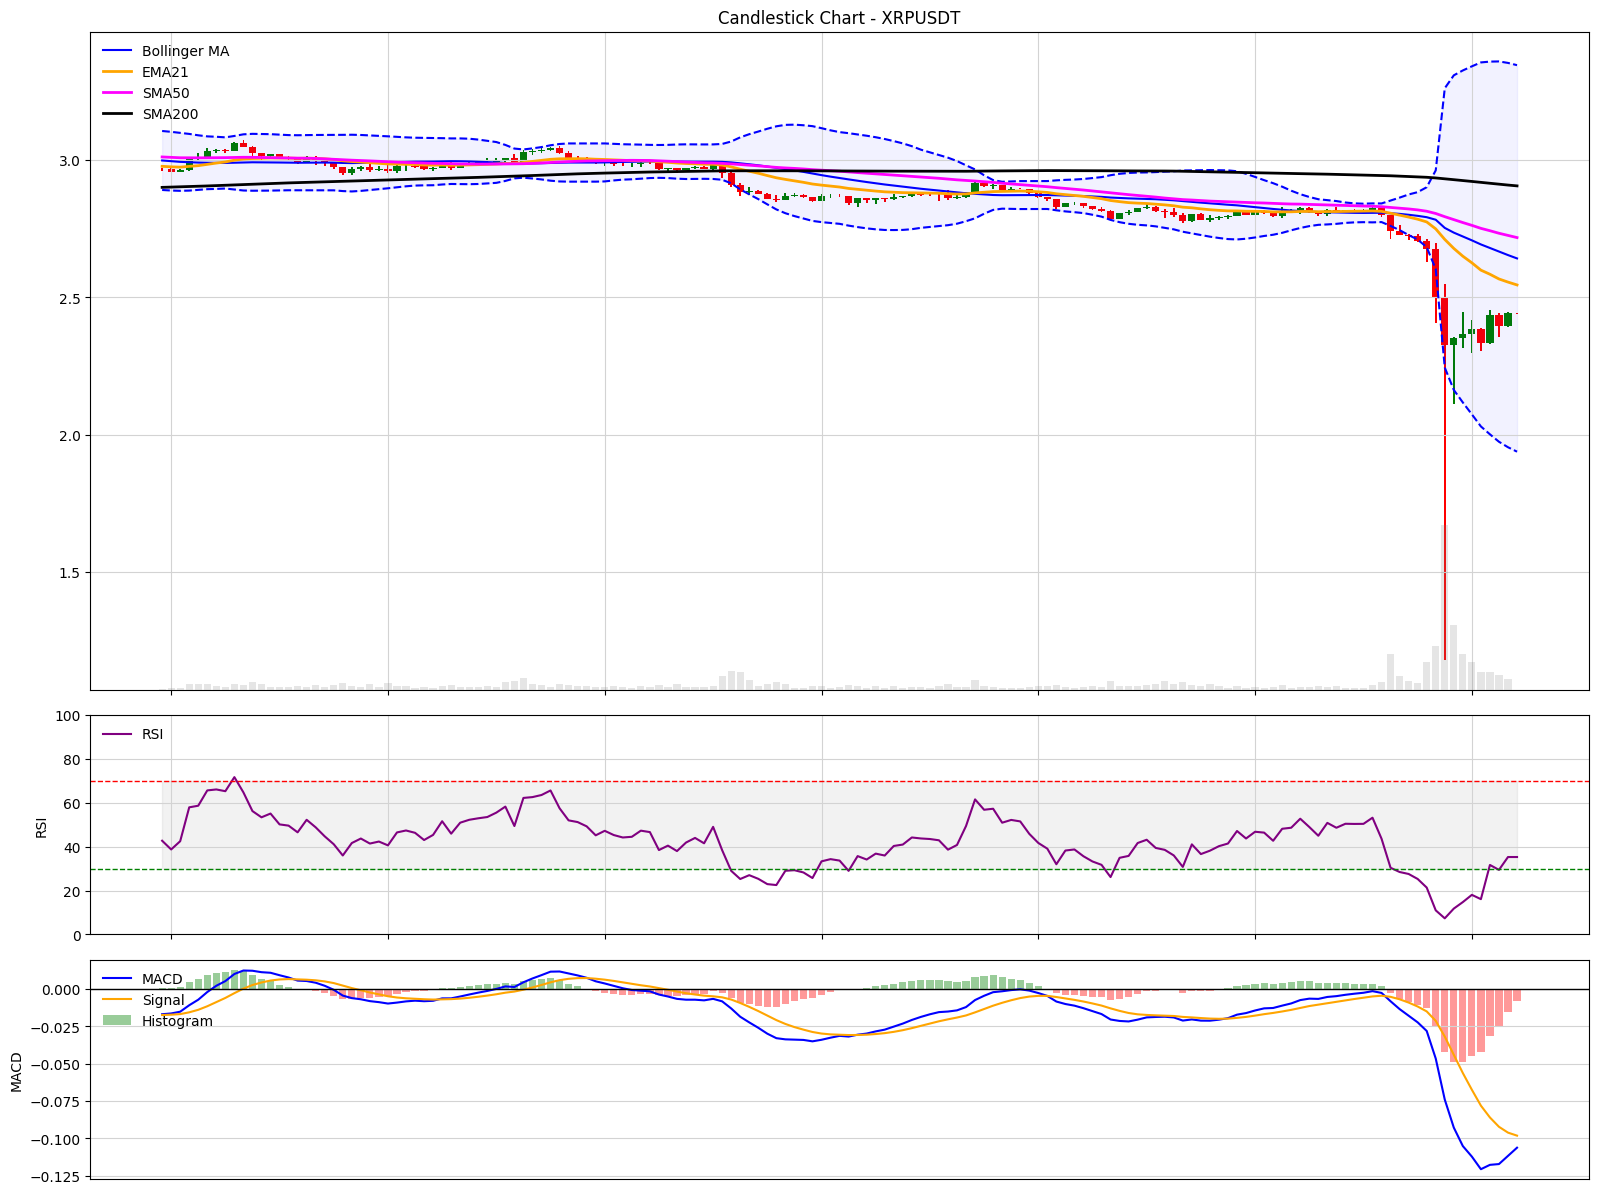 Candlestick Chart - XRPUSDT
Bollinger MA
EMA21
SMA50
SMA200
3.0
2.5
2.0
1.5
100
80
60
40
20
0
RSI
RSI
0.000
−0.025
−0.050
−0.075
−0.100
−0.125
MACD
MACD
Signal
Histogram